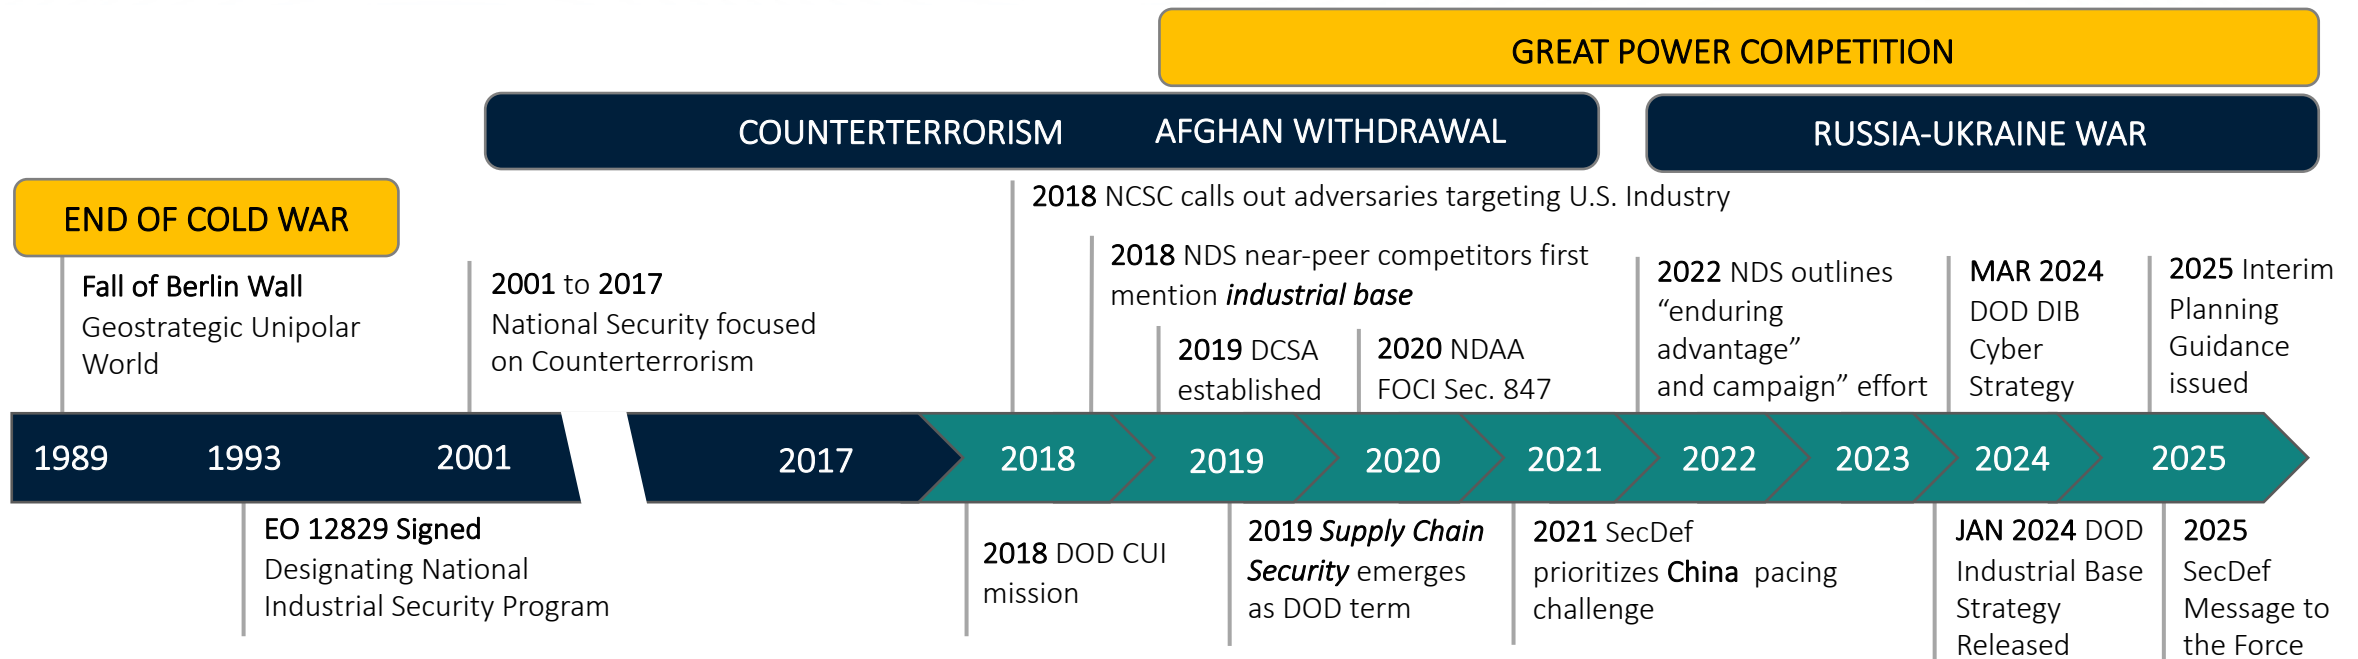 GREAT POWER COMPETITION
COUNTERTERRORISM AFGHAN WITHDRAWAL
RUSSIA-UKRAINE WAR
END OF COLD WAR
Fall of Berlin Wall
Geostrategic Unipolar
World
2001 to 2017
National Security focused
on Counterterrorism
2018 NCSC calls out adversaries targeting U.S. Industry
2018 NDS near-peer competitors first
mention industrial base
2019 DCSA
established
2020 NDAA
FOCI Sec. 847
2022 NDS outlines
“enduring
advantage”
and campaign” effort
MAR 2024
DOD DIB
Cyber
Strategy
2025 Interim
Planning
Guidance
issued
1989 1993 2001 2017 2018 2019 2020 2021 2022 2023 2024 2025
EO 12829 Signed
Designating National
Industrial Security Program
2018 DOD CUI
mission
2019 Supply Chain
Security emerges
as DOD term
2021 SecDef
prioritizes China pacing
challenge
JAN 2024 DOD
Industrial Base
Strategy
Released
2025
SecDef
Message to
the Force